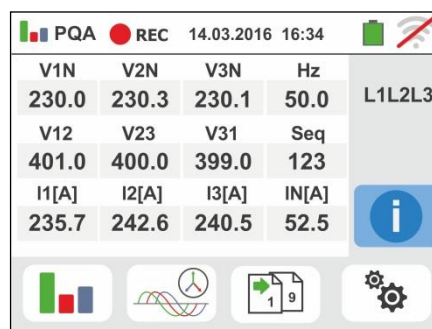 PQA REC 14.03.2016 16:34
V1N V2N V3N Hz
230.0 230.3 230.1 50.0 L1L2L3
V12 V23 V31 Seq
401.0 400.0 399.0 123
I1[A] I2[A] I3[A] IN[A]
235.7 242.6 240.5 52.5
i
1 9